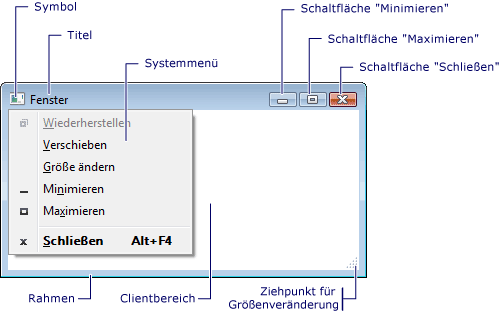 Symbol
Schaltfläche "Minimieren"
Titel
Schaltfläche "Maximieren"
Systemmenü
Schaltfläche "Schließen"
Fenster
Wiederherstellen
Verschieben
Größe ändern
Minimieren
Maximieren
Schließen Alt+F4
Rahmen
Clientbereich
Ziehpunkt für
Größenveränderung